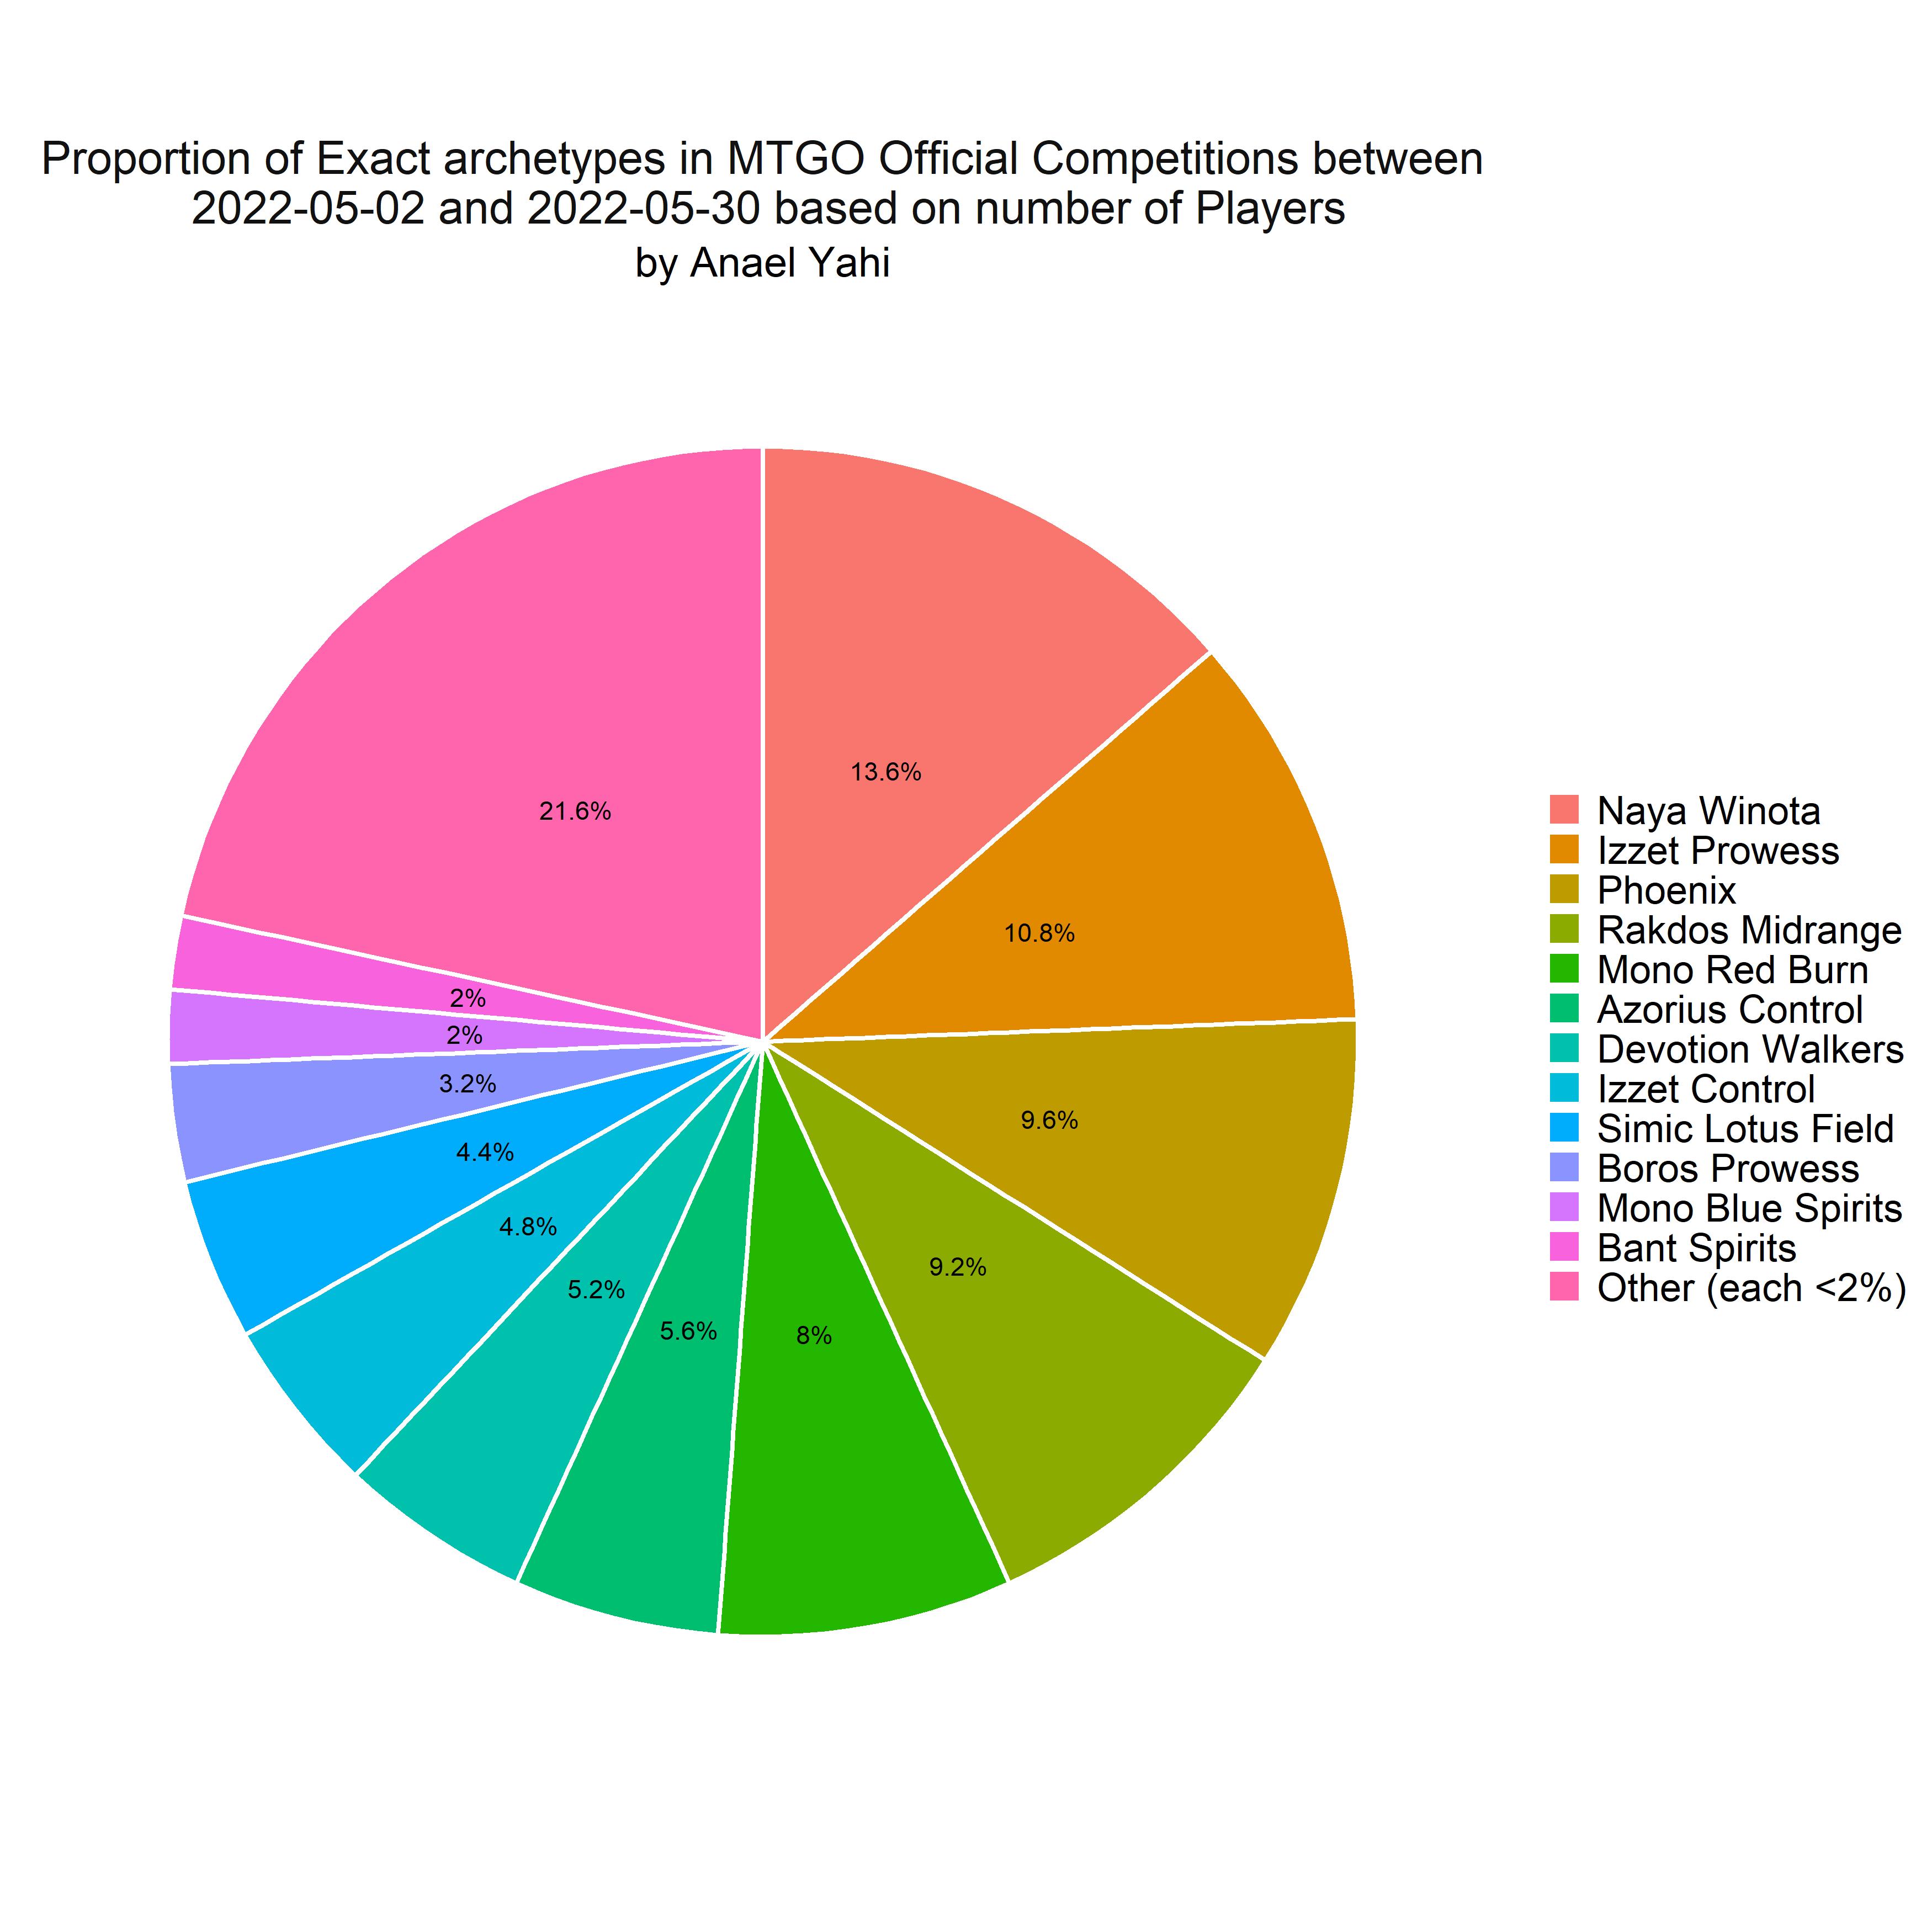 Proportion of Exact archetypes in MTGO Official Competitions between
2022-05-02 and 2022-05-30 based on number of Players
by Anael Yahi
13.6%
21.6%
10.8%
2%
2%
3.2%
9.6%
4.4%
4.8%
9.2%
5.2%
5.6%
8%
Naya Winota
Izzet Prowess
Phoenix
Rakdos Midrange
Mono Red Burn
Azorius Control
Devotion Walkers
Izzet Control
Simic Lotus Field
Boros Prowess
Mono Blue Spirits
Bant Spirits
Other (each <2%)